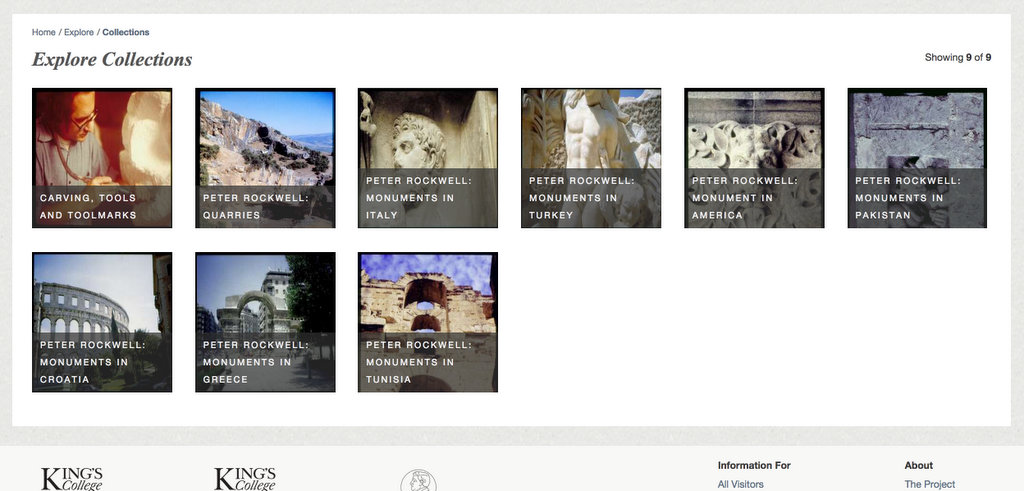 Home / Explore / Collections
Explore Collections
Showing 9 of 9
CARVING, TOOLS
AND TOOLMARKS
PETER ROCKWELL:
QUARRIES
PETER ROCKWELL:
MONUMENTS IN
ITALY
PETER ROCKWELL:
MONUMENTS IN
TURKEY
PETER ROCKWELL:
MONUMENT IN
AMERICA
PETER ROCKWELL:
MONUMENTS IN
PAKISTAN
PETER ROCKWELL:
MONUMENTS IN
CROATIA
PETER ROCKWELL:
MONUMENTS IN
GREECE
PETER ROCKWELL:
MONUMENTS IN
TUNISIA
KING'S
College
KING'S
College
Information For
All Visitors
About
The Project